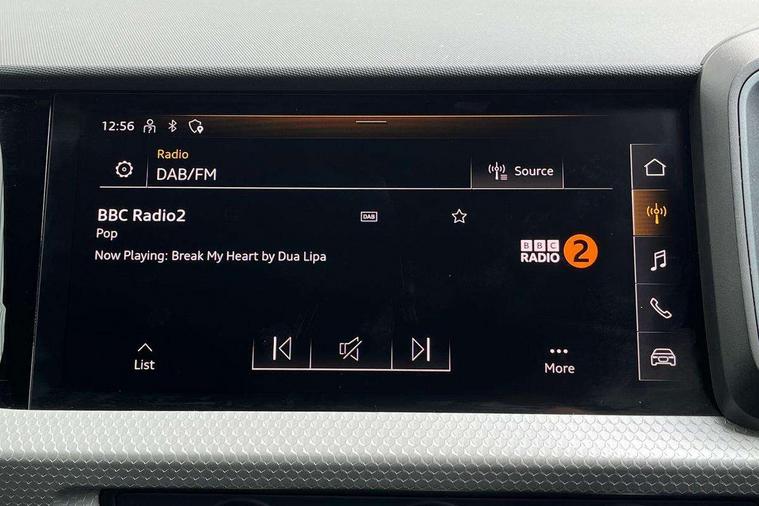 12:56
Radio
DAB/FM
Source
BBC Radio2
DAB
Pop
Now Playing: Break My Heart by Dua Lipa
BBC
RADIO 2
List
More